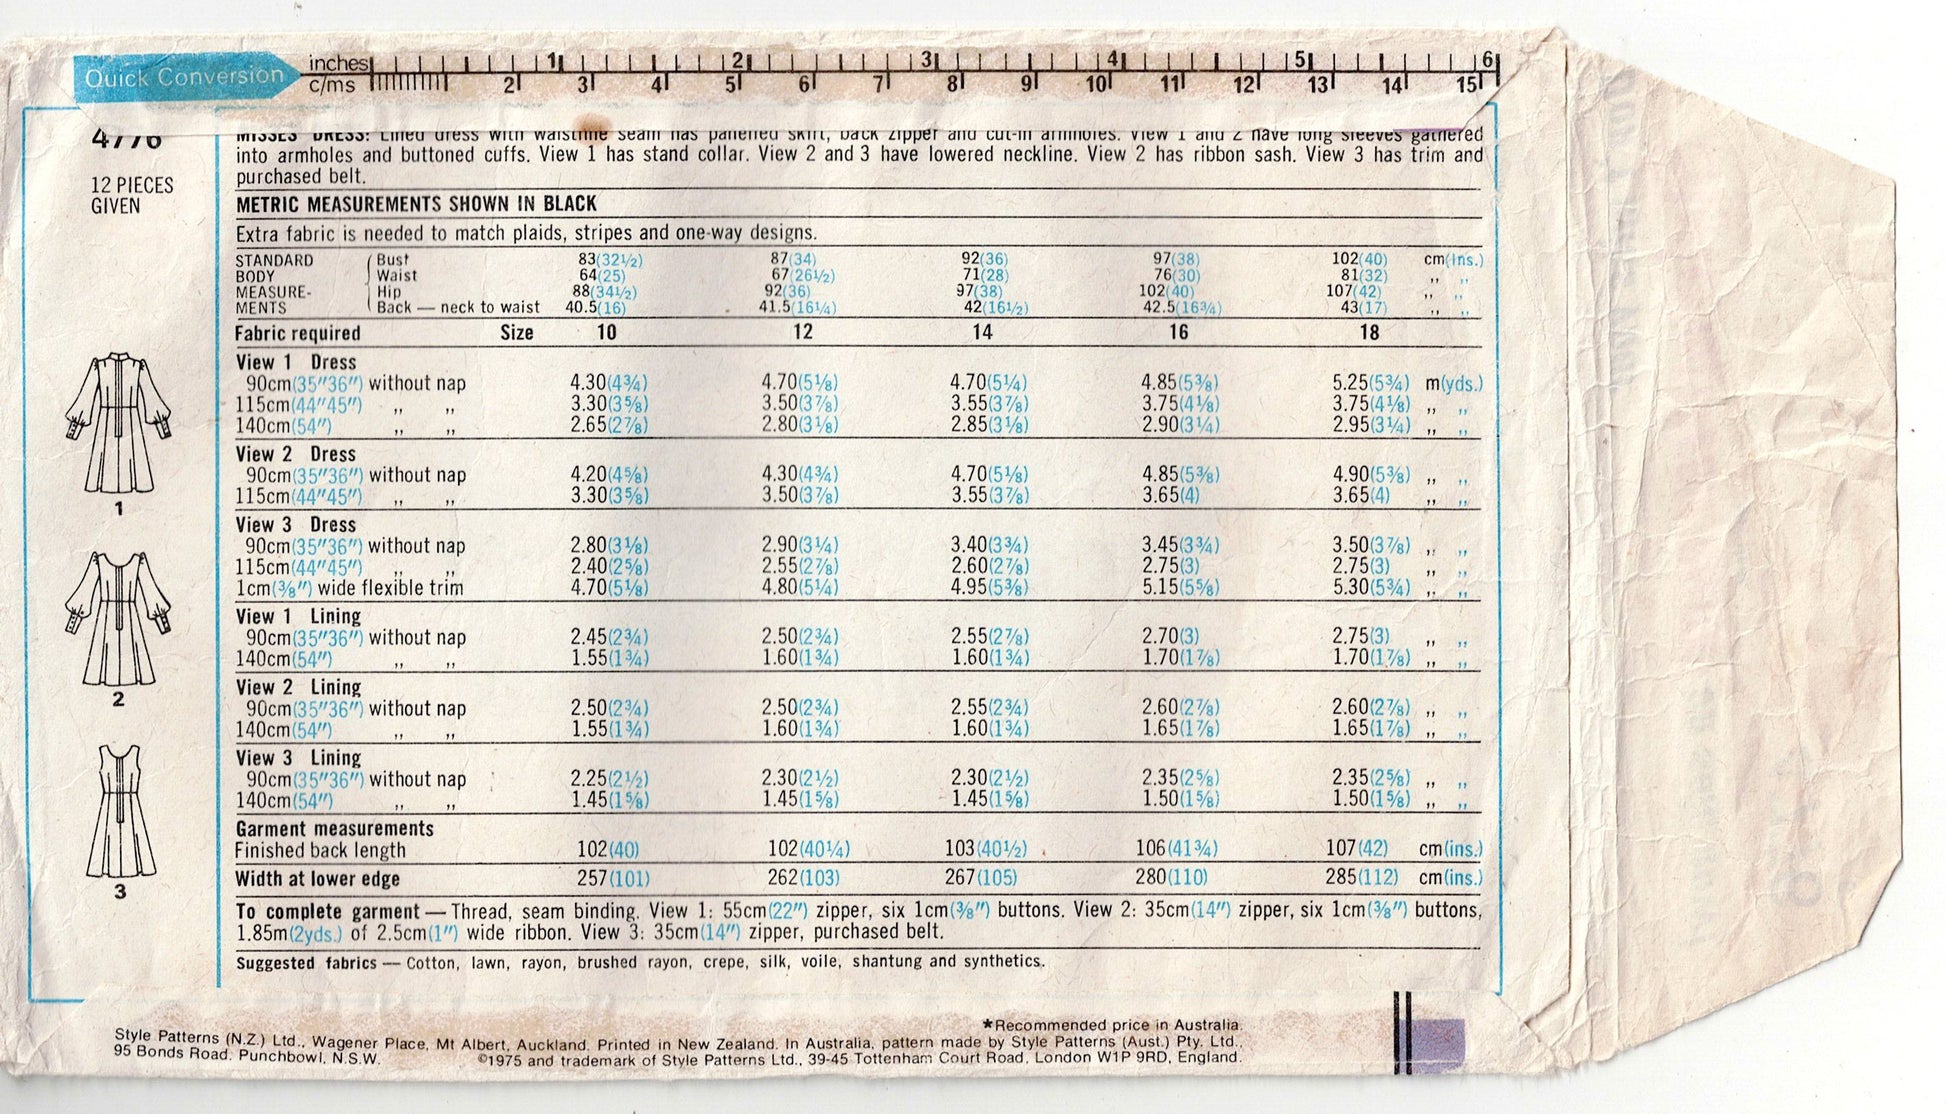 Quick Conversion
inches 1 2 3 4 5 6
c/ms 2 3 4 5 6 7 8 9 10 11 12 13 14 15
4776
12 PIECES
GIVEN
MISSES' DRESS: Lined dress with waistline seam has panelled skirt, back zipper and cut-in armholes. View 1 and 2 have long sleeves gathered
into armholes and buttoned cuffs. View 1 has stand collar. View 2 and 3 have lowered neckline. View 2 has ribbon sash. View 3 has trim and
purchased belt.
METRIC MEASUREMENTS SHOWN IN BLACK
Extra fabric is needed to match plaids, stripes and one-way designs.
STANDARD Bust 83(32½) 87(34) 92(36) 97(38) 102(40) cm(ins.)
BODY Waist 64(25) 67(26½) 71(28) 76(30) 81(32) ,, ,,
MEASURE- Hip 88(34½) 92(36) 97(38) 102(40) 107(42) ,, ,,
MENTS Back — neck to waist 40.5(16) 41.5(16¼) 42(16½) 42.5(16¾) 43(17) ,, ,,
Fabric required Size 10 12 14 16 18
View 1 Dress
90cm(35"36") without nap 4.30(4¾) 4.70(5⅛) 4.70(5¼) 4.85(5⅜) 5.25(5¾) m(yds.)
115cm(44"45") ,, ,, 3.30(3⅝) 3.50(3⅞) 3.55(3⅞) 3.75(4⅛) 3.75(4⅛) ,, ,,
140cm(54") ,, ,, 2.65(2⅞) 2.80(3⅛) 2.85(3⅛) 2.90(3¼) 2.95(3¼) ,, ,,
View 2 Dress
90cm(35"36") without nap 4.20(4⅝) 4.30(4¾) 4.70(5⅛) 4.85(5⅜) 4.90(5⅜) ,, ,,
115cm(44"45") ,, ,, 3.30(3⅝) 3.50(3⅞) 3.55(3⅞) 3.65(4) 3.65(4) ,, ,,
View 3 Dress
90cm(35"36") without nap 2.80(3⅛) 2.90(3¼) 3.40(3¾) 3.45(3¾) 3.50(3⅞) ,, ,,
115cm(44"45") ,, ,, 2.40(2⅝) 2.55(2⅞) 2.60(2⅞) 2.75(3) 2.75(3) ,, ,,
1cm(⅜") wide flexible trim 4.70(5⅛) 4.80(5¼) 4.95(5⅜) 5.15(5⅝) 5.30(5¾) ,, ,,
View 1 Lining
90cm(35"36") without nap 2.45(2¾) 2.50(2¾) 2.55(2⅞) 2.70(3) 2.75(3) ,, ,,
140cm(54") ,, ,, 1.55(1¾) 1.60(1¾) 1.60(1¾) 1.70(1⅞) 1.70(1⅞) ,, ,,
View 2 Lining
90cm(35"36") without nap 2.50(2¾) 2.50(2¾) 2.55(2¾) 2.60(2⅞) 2.60(2⅞) ,, ,,
140cm(54") ,, ,, 1.55(1¾) 1.60(1¾) 1.60(1¾) 1.65(1⅞) 1.65(1⅞) ,, ,,
View 3 Lining
90cm(35"36") without nap 2.25(2½) 2.30(2½) 2.30(2½) 2.35(2⅝) 2.35(2⅝) ,, ,,
140cm(54") ,, ,, 1.45(1⅝) 1.45(1⅝) 1.45(1⅝) 1.50(1⅝) 1.50(1⅝) ,, ,,
Garment measurements
Finished back length 102(40) 102(40¼) 103(40½) 106(41¾) 107(42) cm(ins.)
Width at lower edge 257(101) 262(103) 267(105) 280(110) 285(112) cm(ins.)
To complete garment — Thread, seam binding. View 1: 55cm(22") zipper, six 1cm(⅜") buttons. View 2: 35cm(14") zipper, six 1cm(⅜") buttons,
1.85m(2yds.) of 2.5cm(1") wide ribbon. View 3: 35cm(14") zipper, purchased belt.
Suggested fabrics — Cotton, lawn, rayon, brushed rayon, crepe, silk, voile, shantung and synthetics.
1
2
3
*Recommended price in Australia.
Style Patterns (N.Z.) Ltd., Wagener Place, Mt Albert, Auckland. Printed in New Zealand. In Australia, pattern made by Style Patterns (Aust.) Pty. Ltd.,
95 Bonds Road, Punchbowl, N.S.W. ©1975 and trademark of Style Patterns Ltd., 39-45 Tottenham Court Road, London W1P 9RD, England.